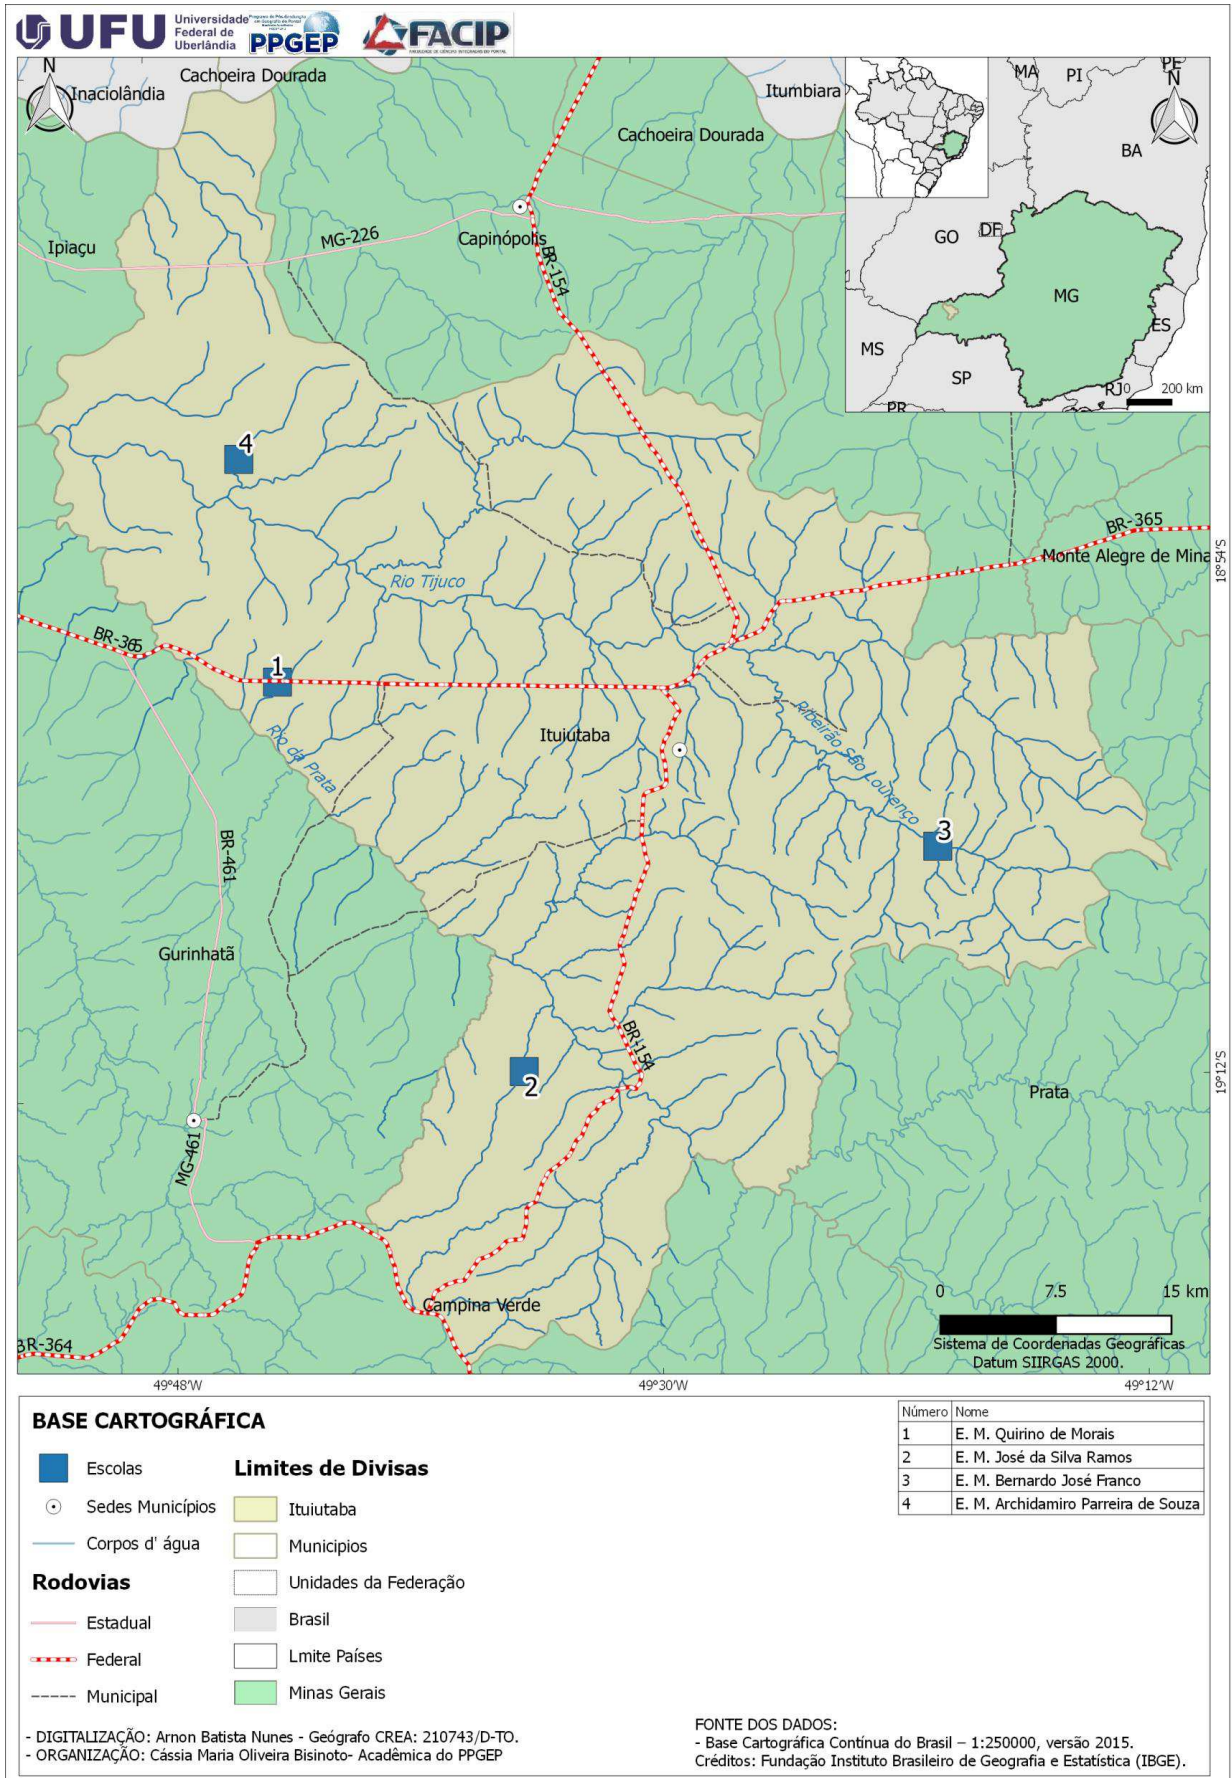 UFU
Universidade
Federal de
Uberlândia
PPGEP
FACIP
FACULDADE DE CIÊNCIAS INTEGRADAS DO PONTAL
N
Cachoeira Dourada
Inaciolândia
Itumbiara
Cachoeira Dourada
MA
PI
PE
N
BA
Ipiaçu
MG-226
Capinópolis
BR-154
GO
DF
MG
ES
MS
SP
RJ
PR
0 200 km
4
BR-365
Monte Alegre de Mina
18°54'S
Rio Tijuco
BR-365
1
Rio da Prata
Ituiutaba
Ribeirão São Lourenço
3
BR-461
Gurinhatã
BR-154
2
Prata
19°12'S
MG-461
Campina Verde
BR-364
0 7.5 15 km
Sistema de Coordenadas Geográficas
Datum SIIRGAS 2000.
49°48'W 49°30'W 49°12'W
BASE CARTOGRÁFICA
Escolas
Sedes Municípios
Corpos d' água
Rodovias
Estadual
Federal
Municipal
Limites de Divisas
Ituiutaba
Municipios
Unidades da Federação
Brasil
Lmite Países
Minas Gerais
Número Nome
1 E. M. Quirino de Morais
2 E. M. José da Silva Ramos
3 E. M. Bernardo José Franco
4 E. M. Archidamiro Parreira de Souza
- DIGITALIZAÇÃO: Arnon Batista Nunes - Geógrafo CREA: 210743/D-TO.
- ORGANIZAÇÃO: Cássia Maria Oliveira Bisinoto- Acadêmica do PPGEP
FONTE DOS DADOS:
- Base Cartográfica Contínua do Brasil – 1:250000, versão 2015.
Créditos: Fundação Instituto Brasileiro de Geografia e Estatística (IBGE).